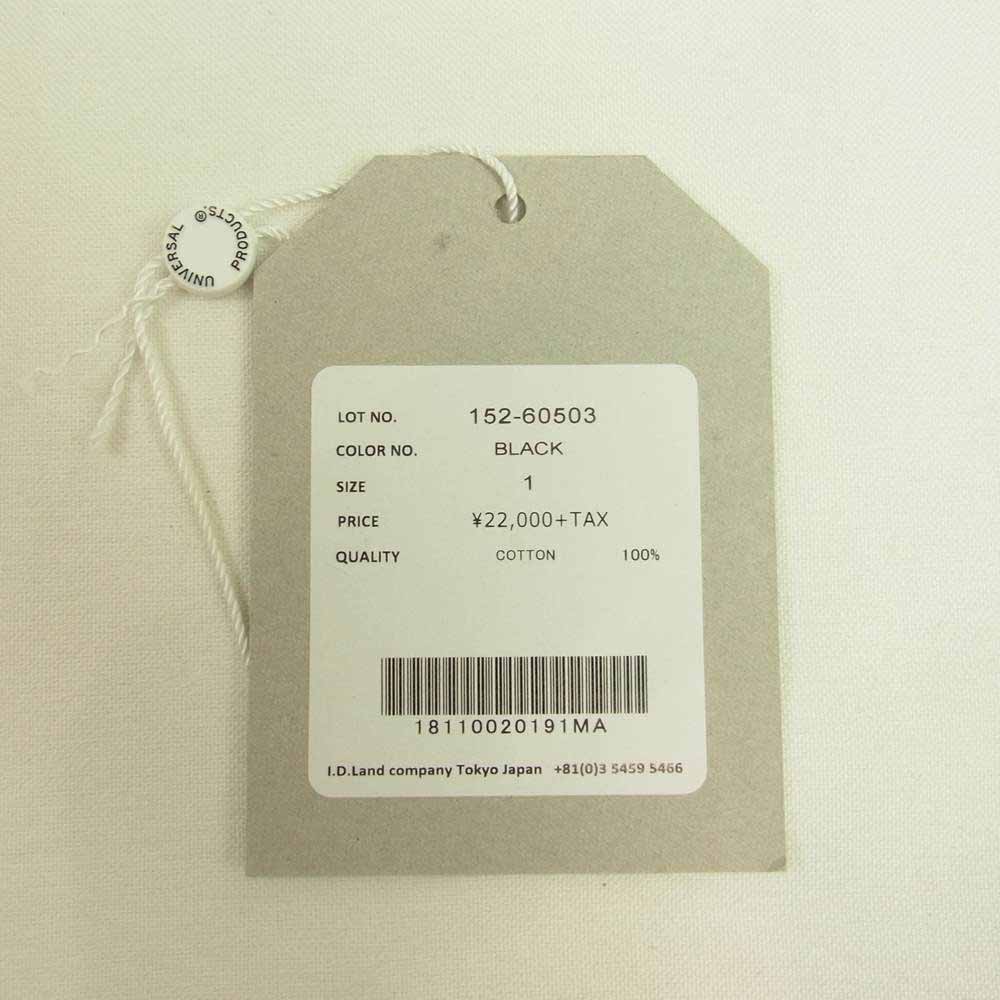 UNIVERSAL PRODUCTS.®
LOT NO. 152-60503
COLOR NO. BLACK
SIZE 1
PRICE ¥22,000+TAX
QUALITY COTTON 100%
18110020191MA
I.D.Land company Tokyo Japan +81(0)3 5459 5466